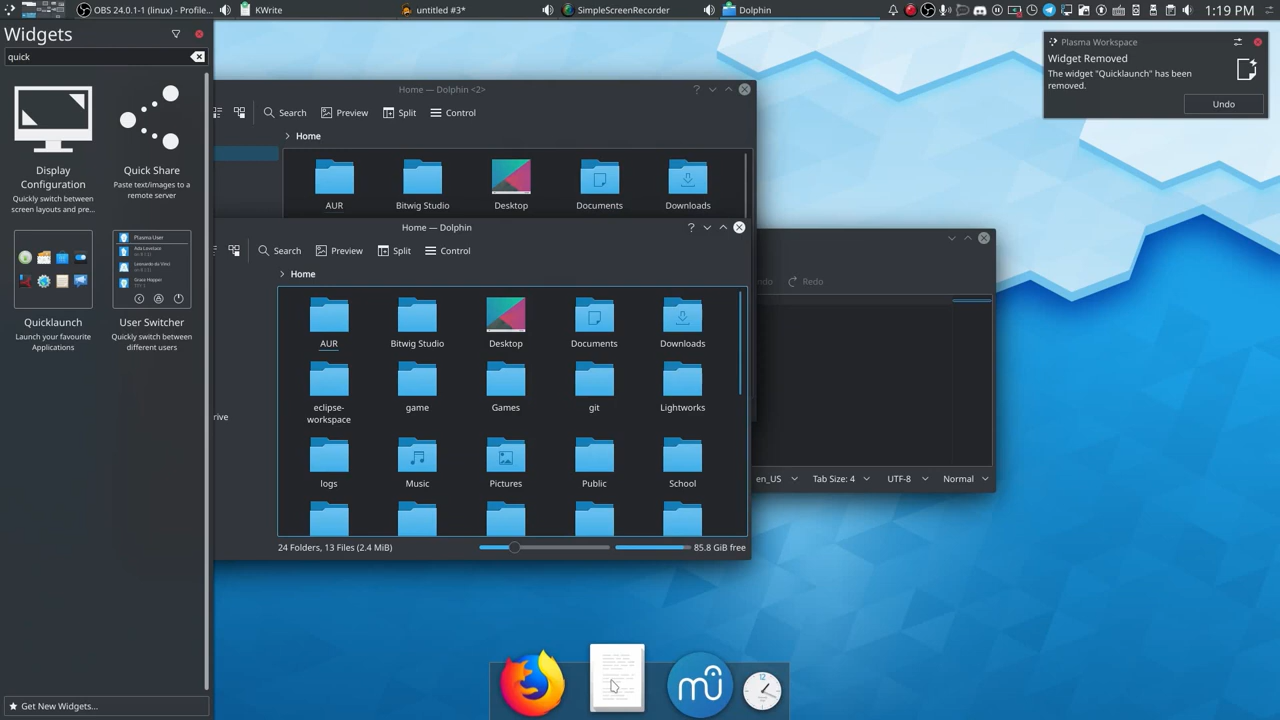 OBS 24.0.1-1 (linux) - Profile...
KWrite
untitled #3*
SimpleScreenRecorder
Dolphin
1:19 PM
Widgets
quick
Display
Configuration
Quickly switch between
screen layouts and pre...
Quick Share
Paste text/images to a
remote server
Quicklaunch
Launch your favourite
Applications
User Switcher
Quickly switch between
different users
Get New Widgets...
Home — Dolphin <2>
Search
Preview
Split
Control
Home
AUR
Bitwig Studio
Desktop
Documents
Downloads
Home — Dolphin
Search
Preview
Split
Control
Home
AUR
Bitwig Studio
Desktop
Documents
Downloads
eclipse-
workspace
game
Games
git
Lightworks
logs
Music
Pictures
Public
School
rive
24 Folders, 13 Files (2.4 MiB)
85.8 GiB free
ndo
Redo
en_US
Tab Size: 4
UTF-8
Normal
Plasma Workspace
Widget Removed
The widget "Quicklaunch" has been
removed.
Undo
12